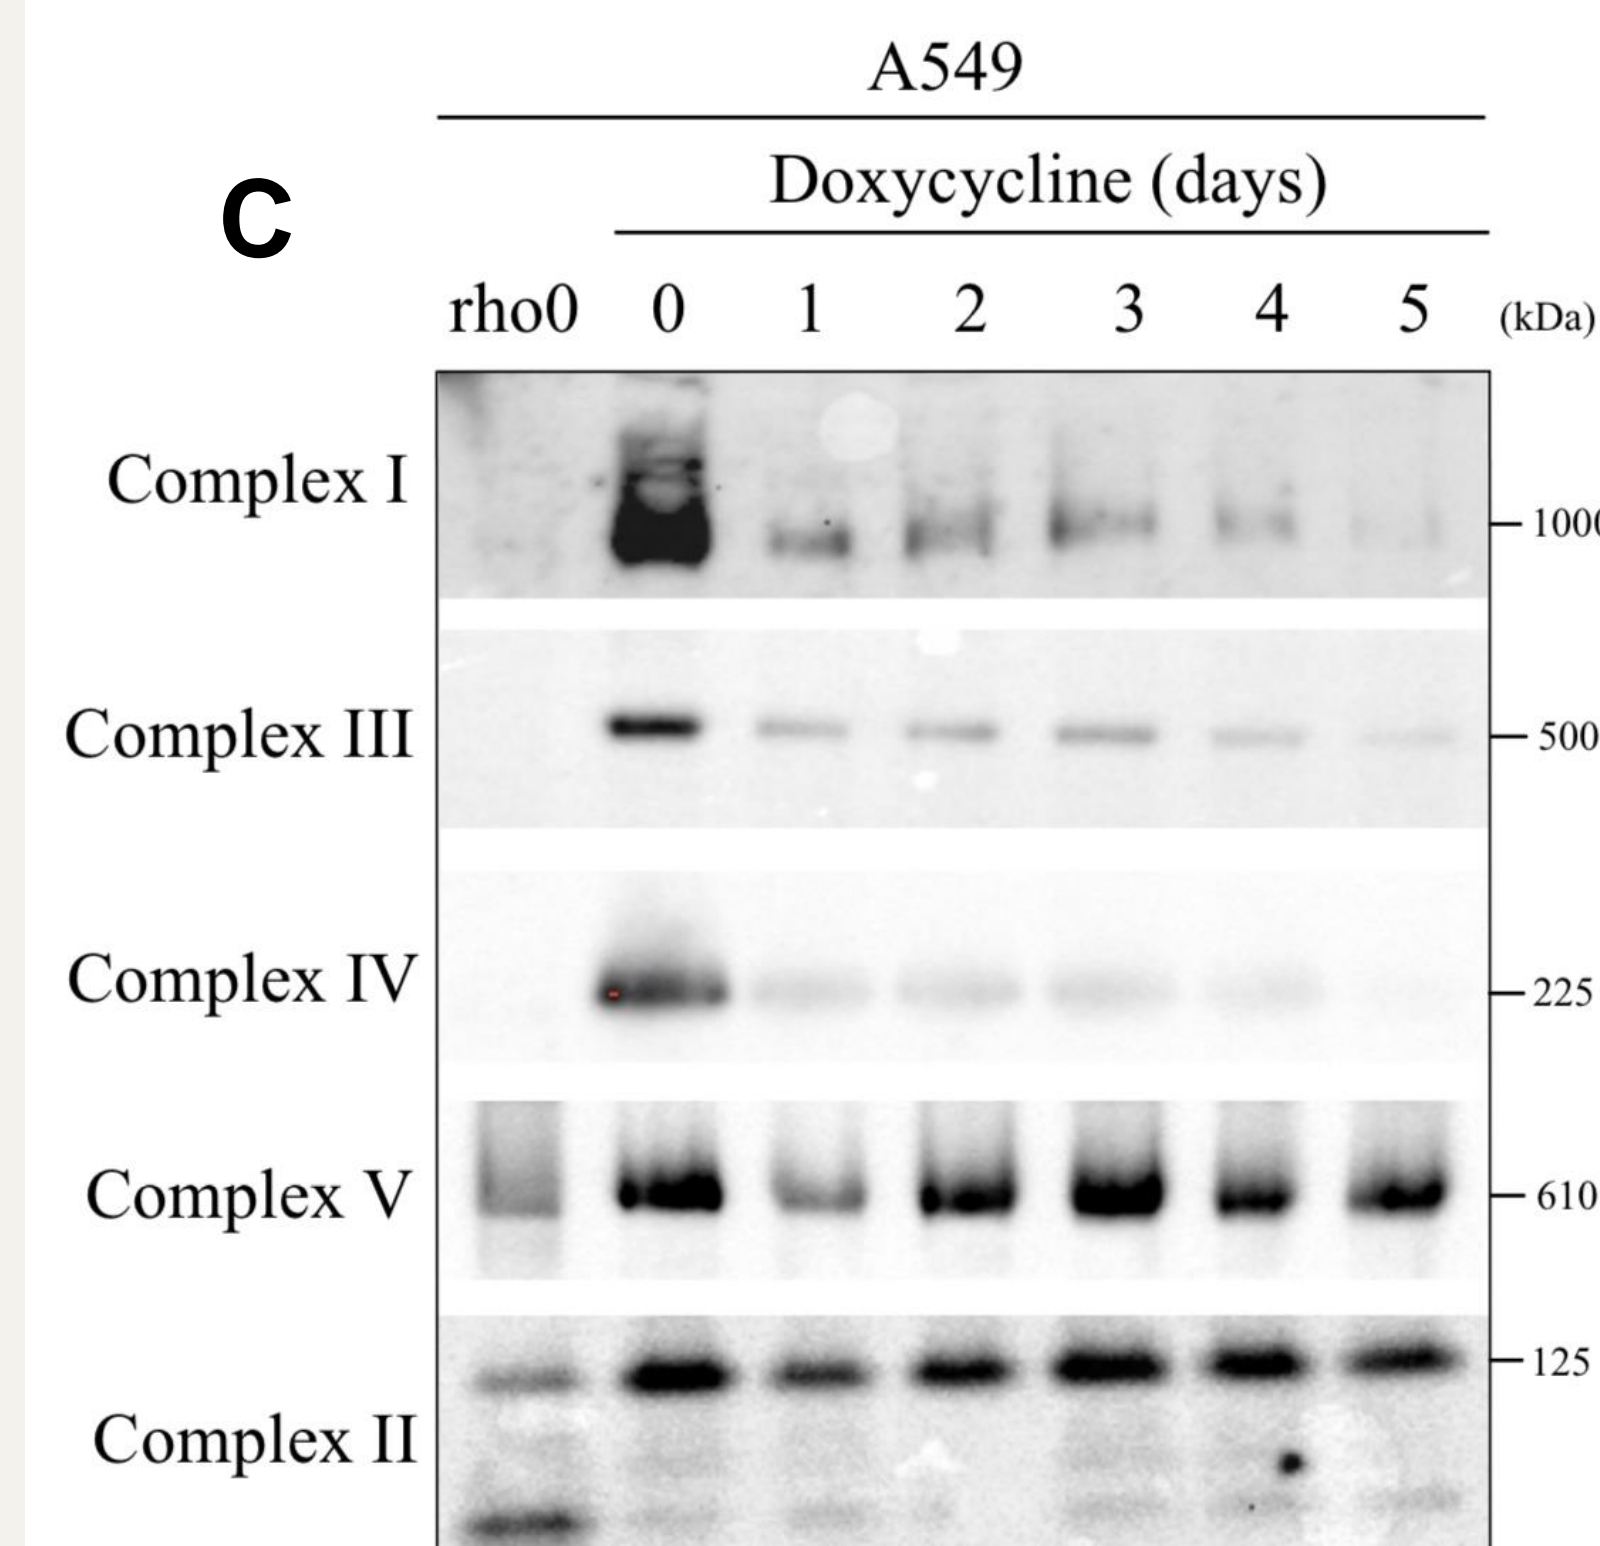 A549
Doxycycline (days)
C
rho0 0 1 2 3 4 5 (kDa)
Complex I
1000
Complex III
500
Complex IV
225
Complex V
610
125
Complex II